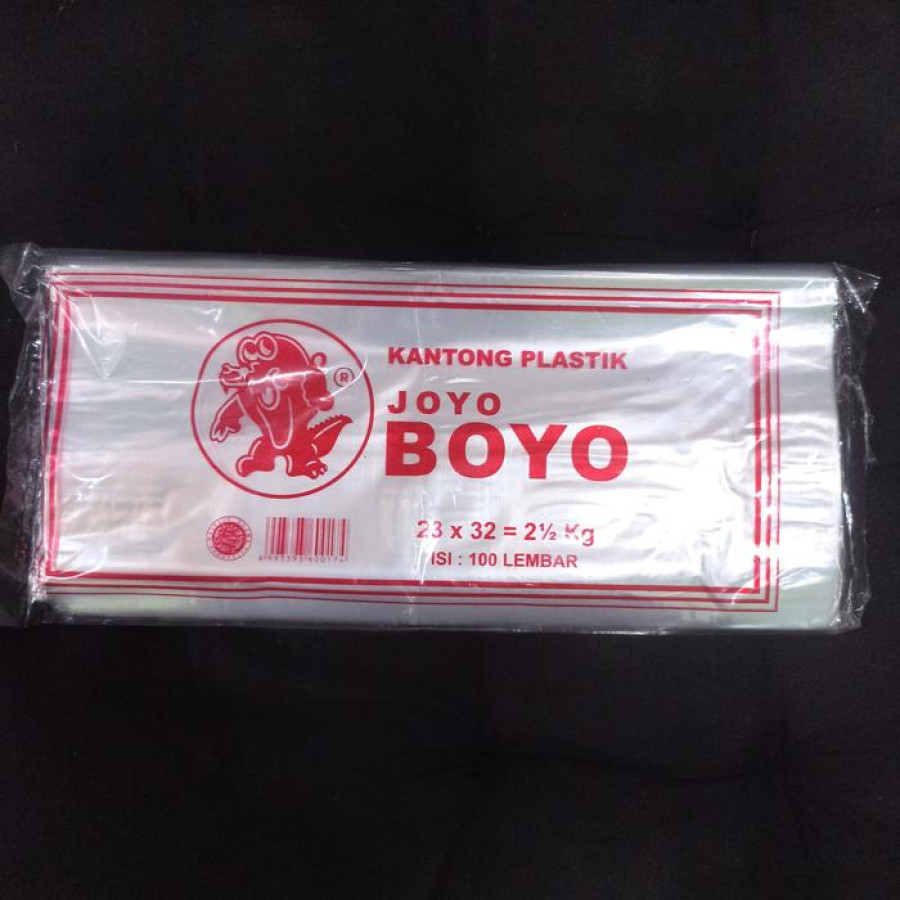 KANTONG PLASTIK
®
JOYO
BOYO
23 x 32 = 2½ Kg
ISI : 100 LEMBAR